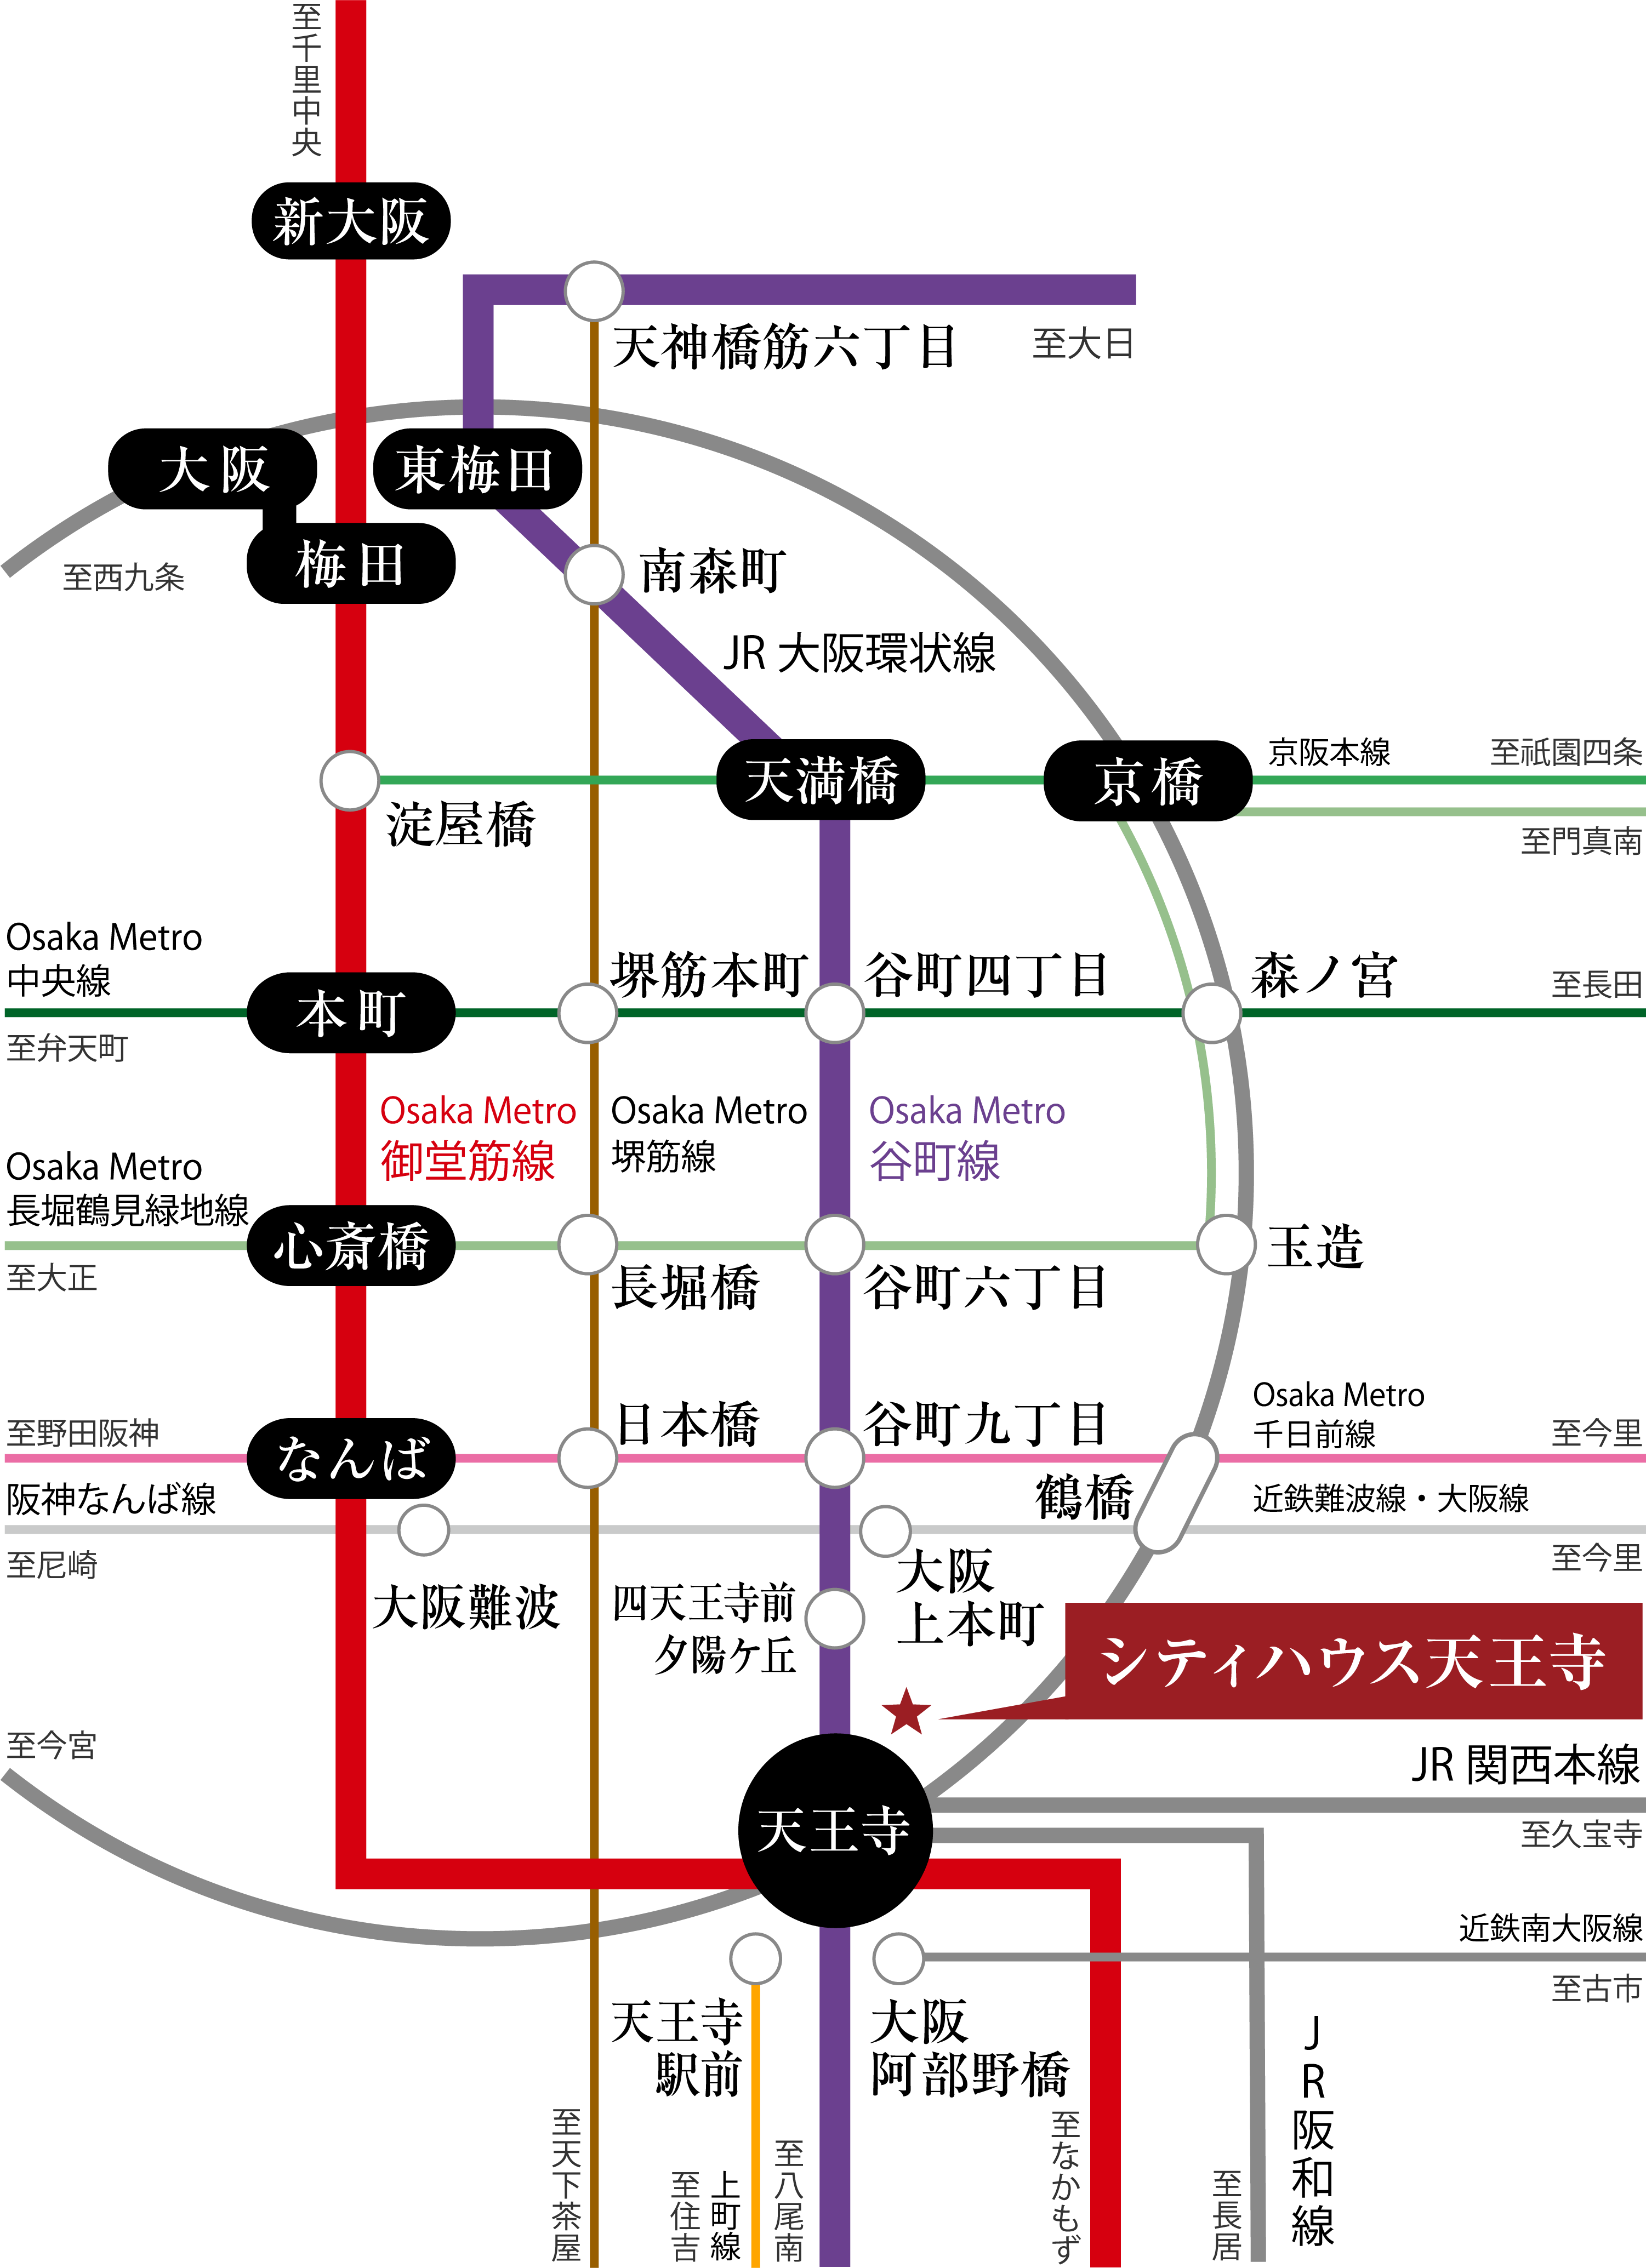 至千里中央
新大阪
天神橋筋六丁目
至大日
大阪
東梅田
梅田
至西九条
南森町
JR 大阪環状線
京阪本線
至祇園四条
天満橋
京橋
淀屋橋
至門真南
Osaka Metro
中央線
本町
堺筋本町
谷町四丁目
森ノ宮
至長田
至弁天町
Osaka Metro
御堂筋線
Osaka Metro
堺筋線
Osaka Metro
谷町線
Osaka Metro
長堀鶴見緑地線
心斎橋
至大正
長堀橋
谷町六丁目
玉造
至野田阪神
なんば
日本橋
谷町九丁目
Osaka Metro
千日前線
至今里
阪神なんば線
鶴橋
近鉄難波線・大阪線
至尼崎
至今里
大阪難波
大阪
上本町
四天王寺前
夕陽ケ丘
シティハウス天王寺
至今宮
JR 関西本線
天王寺
至久宝寺
近鉄南大阪線
至古市
天王寺
駅前
大阪
阿部野橋
JR阪和線
至天下茶屋
至住吉
上町線
至八尾南
至なかもず
至長居